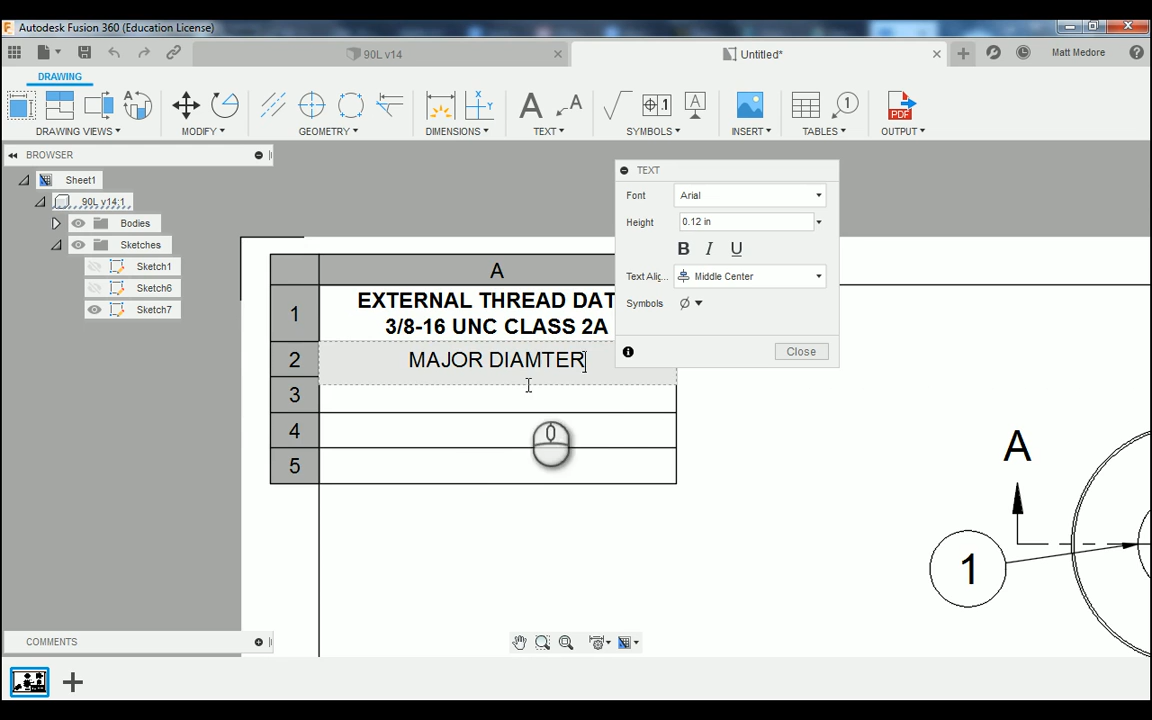 Autodesk Fusion 360 (Education License)
90L v14
Untitled*
Matt Medore
DRAWING
DRAWING VIEWS
MODIFY
GEOMETRY
DIMENSIONS
TEXT
SYMBOLS
INSERT
TABLES
OUTPUT
BROWSER
Sheet1
90L v14:1
Bodies
Sketches
Sketch1
Sketch6
Sketch7
TEXT
Font Arial
Height 0.12 in
B I U
Text Alig... Middle Center
Symbols Ø
Close
A
1 EXTERNAL THREAD DAT
3/8-16 UNC CLASS 2A
2 MAJOR DIAMTER
3
4
5
A
1
COMMENTS